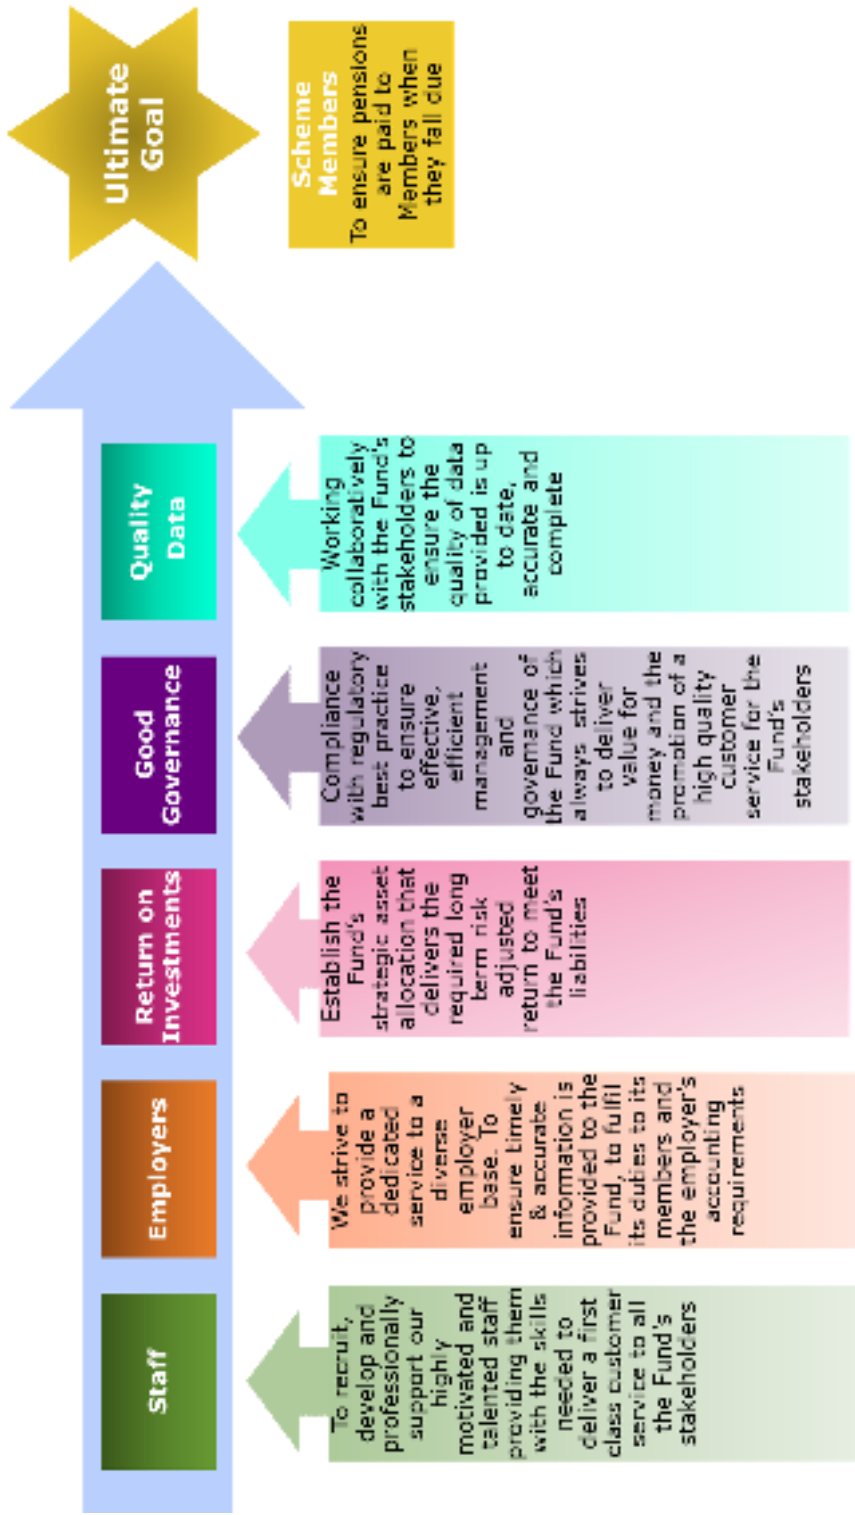 Staff
To recruit,
develop and
professionally
support our
highly
motivated and
talented staff
providing them
with the skills
needed to
deliver a first
class customer
service to all
the Fund's
stakeholders
Employers
We strive to
provide a
dedicated
service to a
diverse
employer
base. To
ensure timely
& accurate
information is
provided to the
Fund, to fulfil
its duties to its
members and
the employer's
accounting
requirements
Return on
Investments
Establish the
Fund's
strategic asset
allocation that
delivers the
required long
term risk
adjusted
return to meet
the Fund's
liabilities
Good
Governance
Compliance
with regulatory
best practice
to ensure
effective,
efficient
management
and
governance of
the Fund which
always strives
to deliver
value for
money and the
promotion of a
high quality
customer
service for the
Fund's
stakeholders
Quality
Data
Working
collaboratively
with the Fund's
stakeholders to
ensure the
quality of data
provided is up
to date,
accurate and
complete
Ultimate
Goal
Scheme
Members
To ensure pensions
are paid to
Members when
they fall due